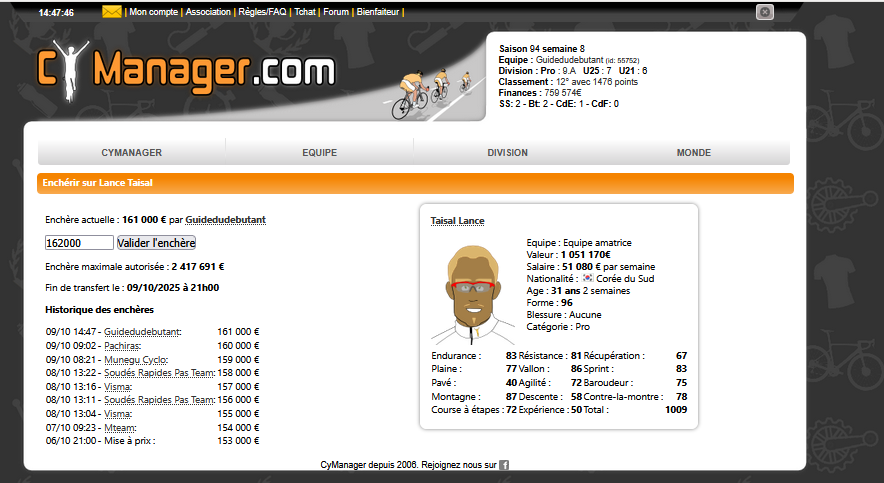 14:47:46
| Mon compte | Association | Règles/FAQ | Tchat | Forum | Bienfaiteur |
CyManager.com
Saison 94 semaine 8
Equipe : Guidedudebutant (id: 55752)
Division : Pro : 9.A U25 : 7 U21 : 6
Classement : 12° avec 1476 points
Finances : 759 574€
SS: 2 - Bt: 2 - CdE: 1 - CdF: 0
CYMANAGER EQUIPE DIVISION MONDE
Enchérir sur Lance Taisal
Enchère actuelle : 161 000 € par Guidedudebutant
162000 Valider l'enchère
Enchère maximale autorisée : 2 417 691 €
Fin de transfert le : 09/10/2025 à 21h00
Historique des enchères
09/10 14:47 - Guidedudebutant: 161 000 €
09/10 09:02 - Pachiras: 160 000 €
09/10 08:21 - Munegu Cyclo: 159 000 €
08/10 13:22 - Soudés Rapides Pas Team: 158 000 €
08/10 13:16 - Visma: 157 000 €
08/10 13:11 - Soudés Rapides Pas Team: 156 000 €
08/10 13:04 - Visma: 155 000 €
07/10 09:23 - Mteam: 154 000 €
06/10 21:00 - Mise à prix : 153 000 €
Taisal Lance
Equipe : Equipe amatrice
Valeur : 1 051 170€
Salaire : 51 080 € par semaine
Nationalité : Corée du Sud
Age : 31 ans 2 semaines
Forme : 96
Blessure : Aucune
Catégorie : Pro
Endurance : 83 Résistance : 81 Récupération : 67
Plaine : 77 Vallon : 86 Sprint : 83
Pavé : 40 Agilité : 72 Baroudeur : 75
Montagne : 87 Descente : 58 Contre-la-montre : 78
Course à étapes : 72 Expérience : 50 Total : 1009
CyManager depuis 2006. Rejoignez nous sur f